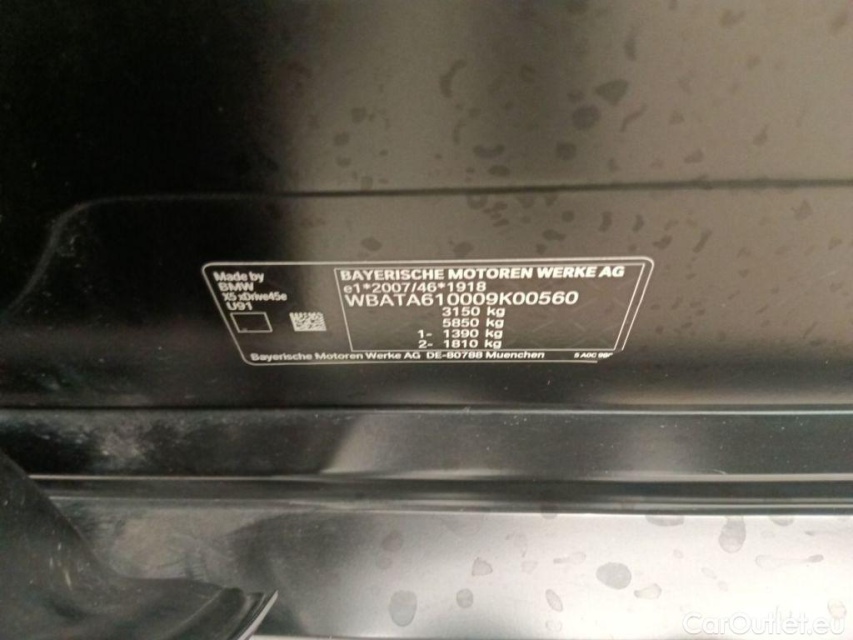 Made by
BMW
X5 xDrive45e
U91
BAYERISCHE MOTOREN WERKE AG
e1*2007/46*1918
WBATA610009K00560
3150 kg
5850 kg
1- 1390 kg
2- 1810 kg
Bayerische Motoren Werke AG DE-80788 Muenchen
CarOutlet.eu